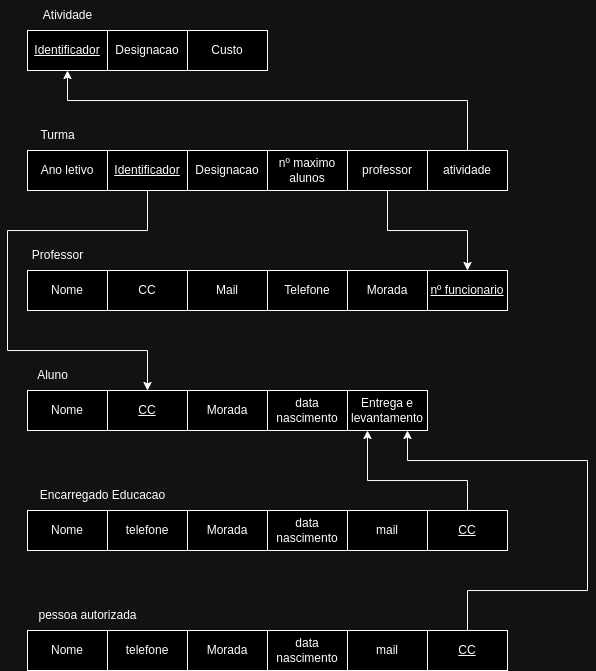 Atividade
Identificador Designacao Custo
Turma
Ano letivo Identificador Designacao nº maximo alunos professor atividade
Professor
Nome CC Mail Telefone Morada nº funcionario
Aluno
Nome CC Morada data nascimento Entrega e levantamento
Encarregado Educacao
Nome telefone Morada data nascimento mail CC
pessoa autorizada
Nome telefone Morada data nascimento mail CC